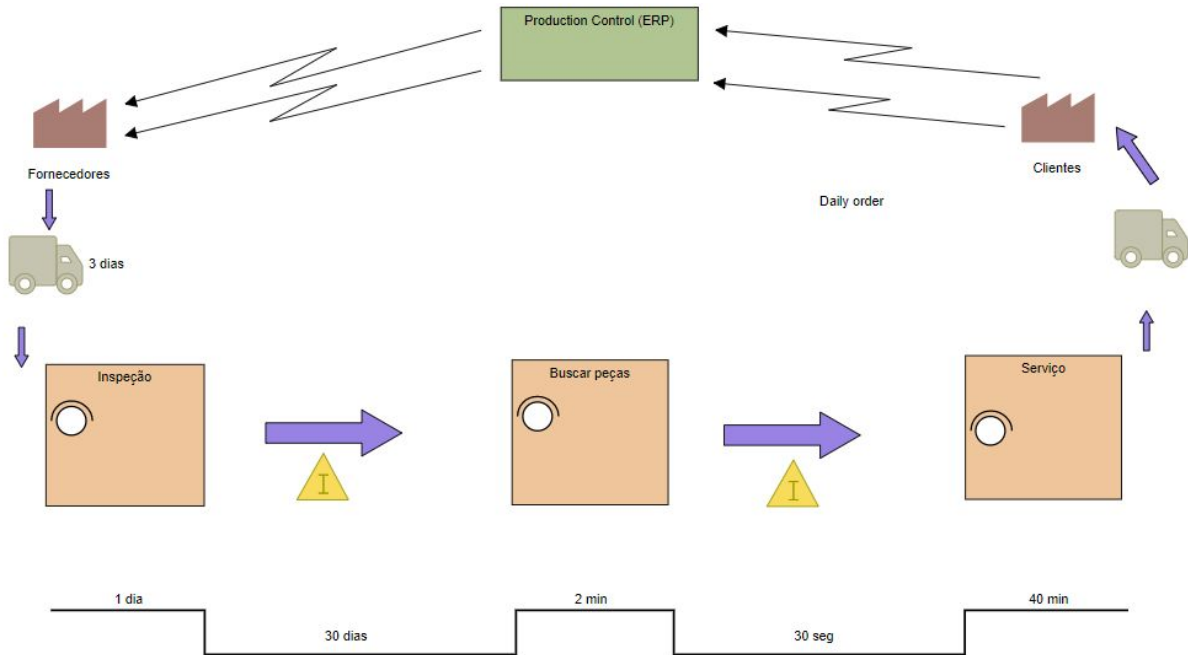 Production Control (ERP)
Fornecedores
Clientes
Daily order
3 dias
Inspeção
Buscar peças
Serviço
I
I
1 dia
2 min
40 min
30 dias
30 seg